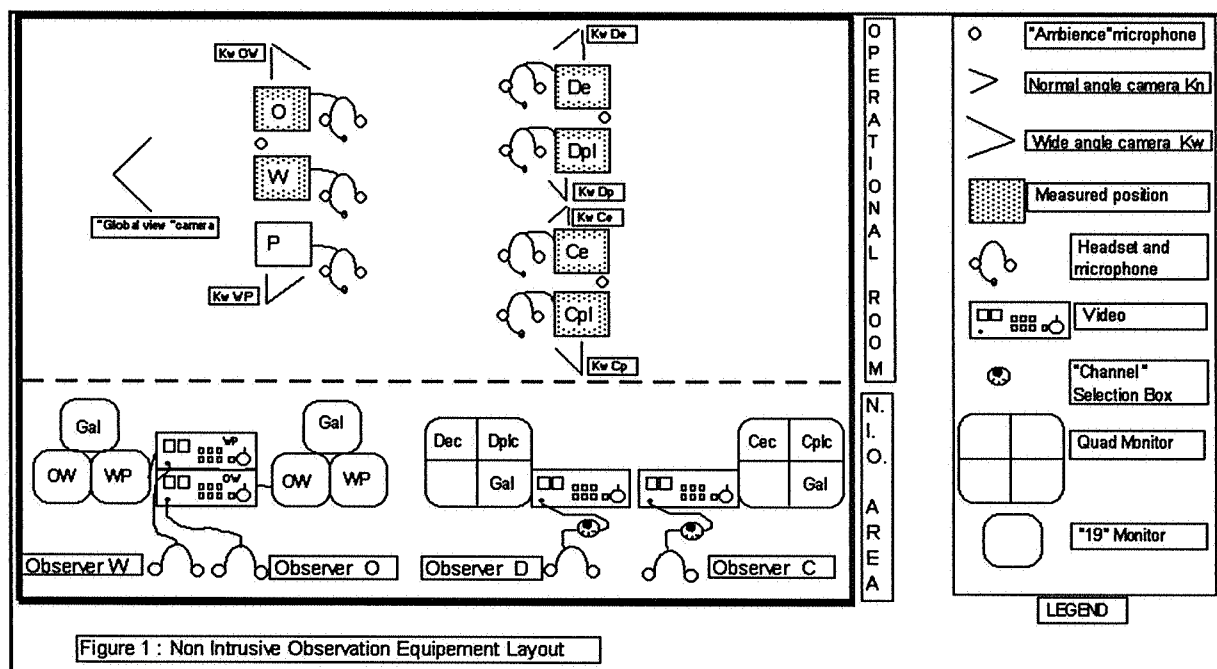 Kw OW
O
W
P
Kw WP
"Global view "camera
Kw De
De
Dpl
Kw Dp
Kw Ce
Ce
Cpl
Kw Cp
OPERATIONAL ROOM
Gal
OW
WP
WP
OW
Gal
OW
WP
Dec
Dplc
Gal
Cec
Cplc
Gal
Observer W
Observer O
Observer D
Observer C
N.I.O. AREA
"Ambience"microphone
Normal angle camera Kn
Wide angle camera Kw
Measured position
Headset and
microphone
Video
"Channel"
Selection Box
Quad Monitor
"19" Monitor
LEGEND
Figure 1 : Non Intrusive Observation Equipement Layout